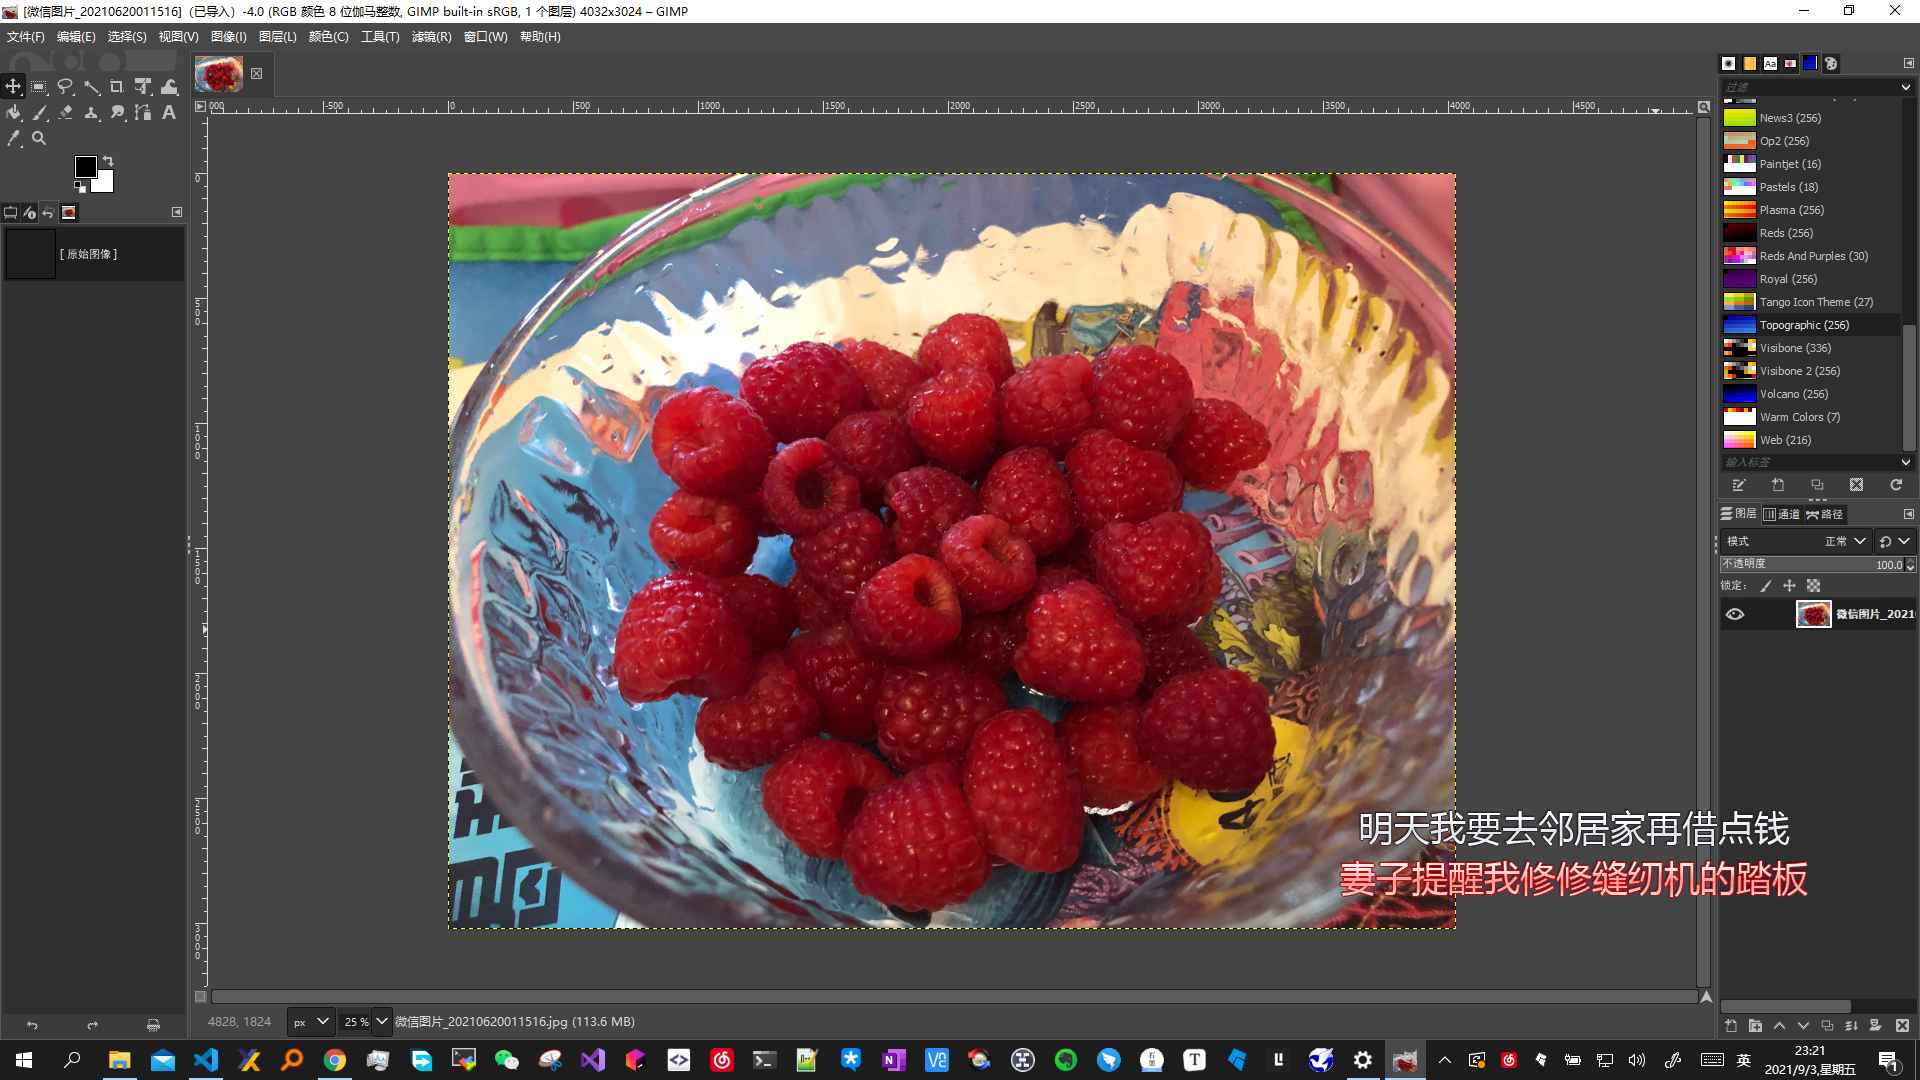 [微信图片_20210620011516]  (已导入) -4.0 (RGB 颜色 8 位伽马整数, GIMP built-in sRGB, 1 个图层) 4032x3024 – GIMP
文件(F) 编辑(E) 选择(S) 视图(V) 图像(I) 图层(L) 颜色(C) 工具(T) 滤镜(R) 窗口(W) 帮助(H)
000 -500 0 500 1000 1500 2000 2500 3000 3500 4000 4500
0 500 1000 1500 2000 2500 3000
[ 原始图像 ]
过滤
News3 (256)
Op2 (256)
Paintjet (16)
Pastels (18)
Plasma (256)
Reds (256)
Reds And Purples (30)
Royal (256)
Tango Icon Theme (27)
Topographic (256)
Visibone (336)
Visibone 2 (256)
Volcano (256)
Warm Colors (7)
Web (216)
输入标签
图层 通道 路径
模式 正常
不透明度 100.0
锁定:
微信图片_2021
明天我要去邻居家再借点钱
妻子提醒我修修缝纫机的踏板
4828, 1824 px 25 % 微信图片_20210620011516.jpg (113.6 MB)
英
23:21
2021/9/3,星期五
1